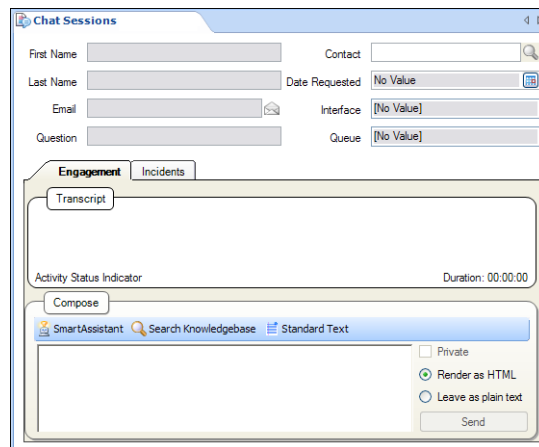 Chat Sessions
First Name
Contact
Last Name
Date Requested
No Value
Email
Interface
[No Value]
Question
Queue
[No Value]
Engagement
Incidents
Transcript
Activity Status Indicator
Duration: 00:00:00
Compose
SmartAssistant
Search Knowledgebase
Standard Text
Private
Render as HTML
Leave as plain text
Send